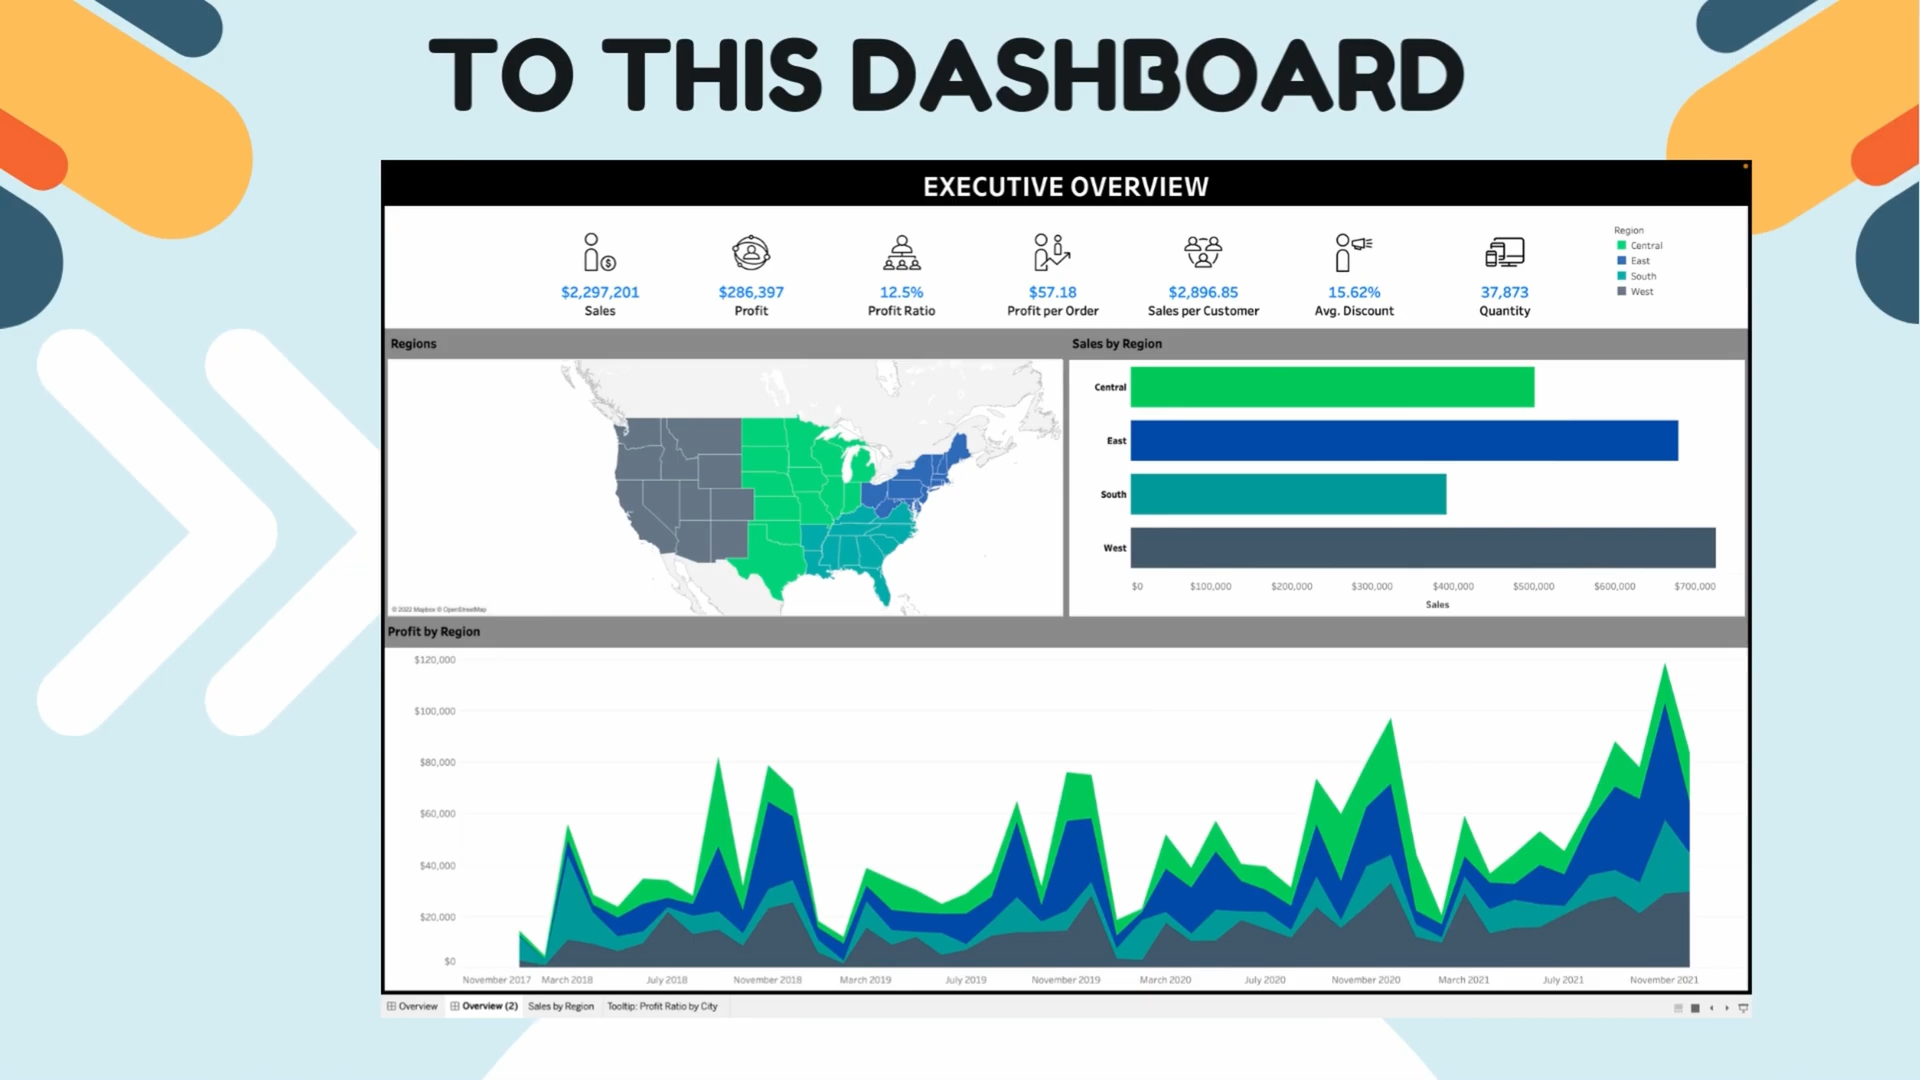 TO THIS DASHBOARD
EXECUTIVE OVERVIEW
$2,297,201
Sales
$286,397
Profit
12.5%
Profit Ratio
$57.18
Profit per Order
$2,896.85
Sales per Customer
15.62%
Avg. Discount
37,873
Quantity
Region
Central
East
South
West
Regions
© 2022 Mapbox © OpenStreetMap
Sales by Region
Central
East
South
West
$0 $100,000 $200,000 $300,000 $400,000 $500,000 $600,000 $700,000
Sales
Profit by Region
$120,000
$100,000
$80,000
$60,000
$40,000
$20,000
$0
November 2017 March 2018 July 2018 November 2018 March 2019 July 2019 November 2019 March 2020 July 2020 November 2020 March 2021 July 2021 November 2021
Overview Overview (2) Sales by Region Tooltip: Profit Ratio by City